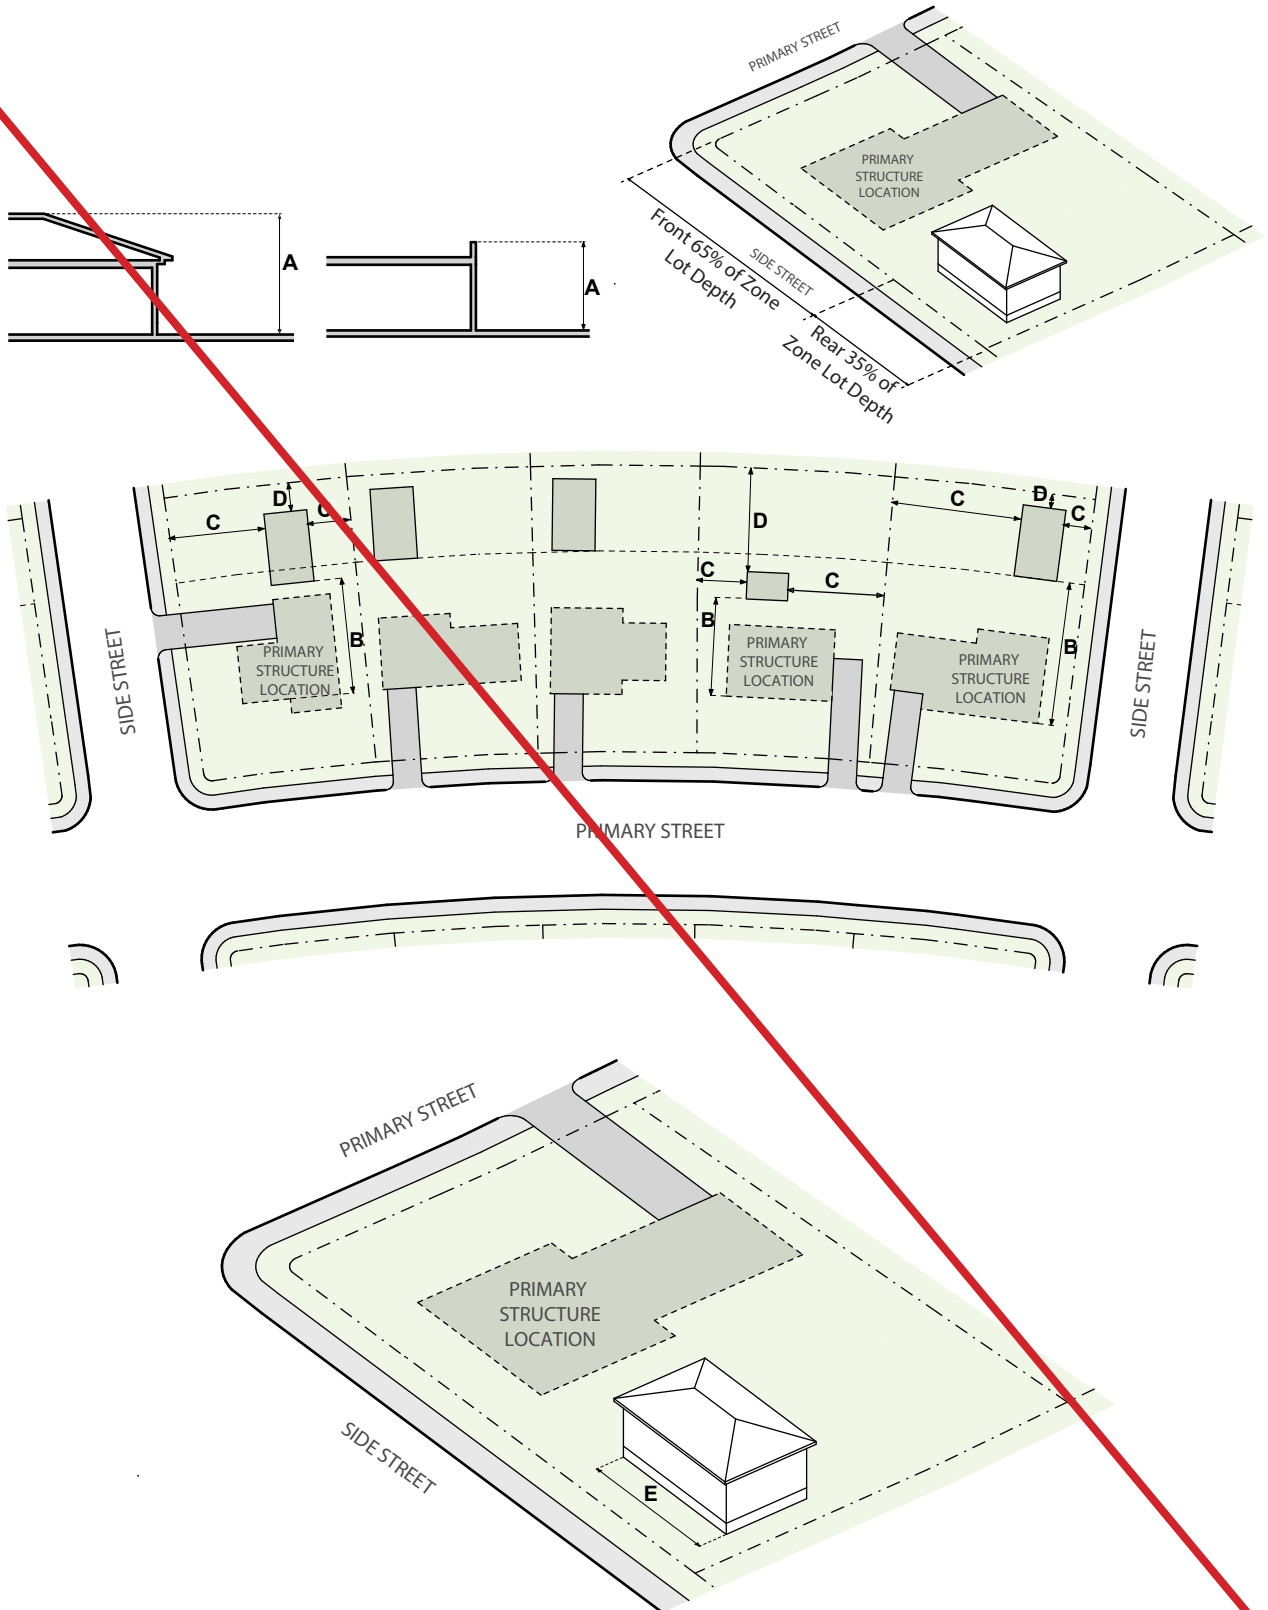 PRIMARY STREET
PRIMARY
STRUCTURE
LOCATION
A
A
Front 65% of Zone
Lot Depth
SIDE STREET
Rear 35% of
Zone Lot Depth
D
C
C
B
PRIMARY
STRUCTURE
LOCATION
D
C
C
B
PRIMARY
STRUCTURE
LOCATION
C
D
C
B
PRIMARY
STRUCTURE
LOCATION
SIDE STREET
SIDE STREET
PRIMARY STREET
PRIMARY STREET
PRIMARY
STRUCTURE
LOCATION
SIDE STREET
E